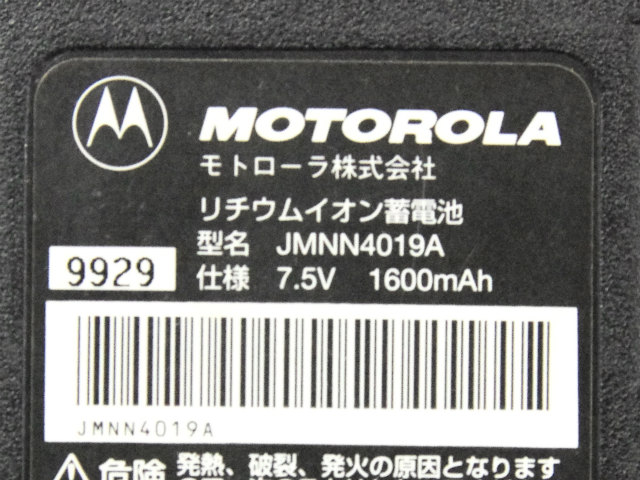 MOTOROLA
モトローラ株式会社
リチウムイオン蓄電池
型名 JMNN4019A
9929
仕様 7.5V 1600mAh
JMNN4019A
危険 発熱、破裂、発火の原因となります